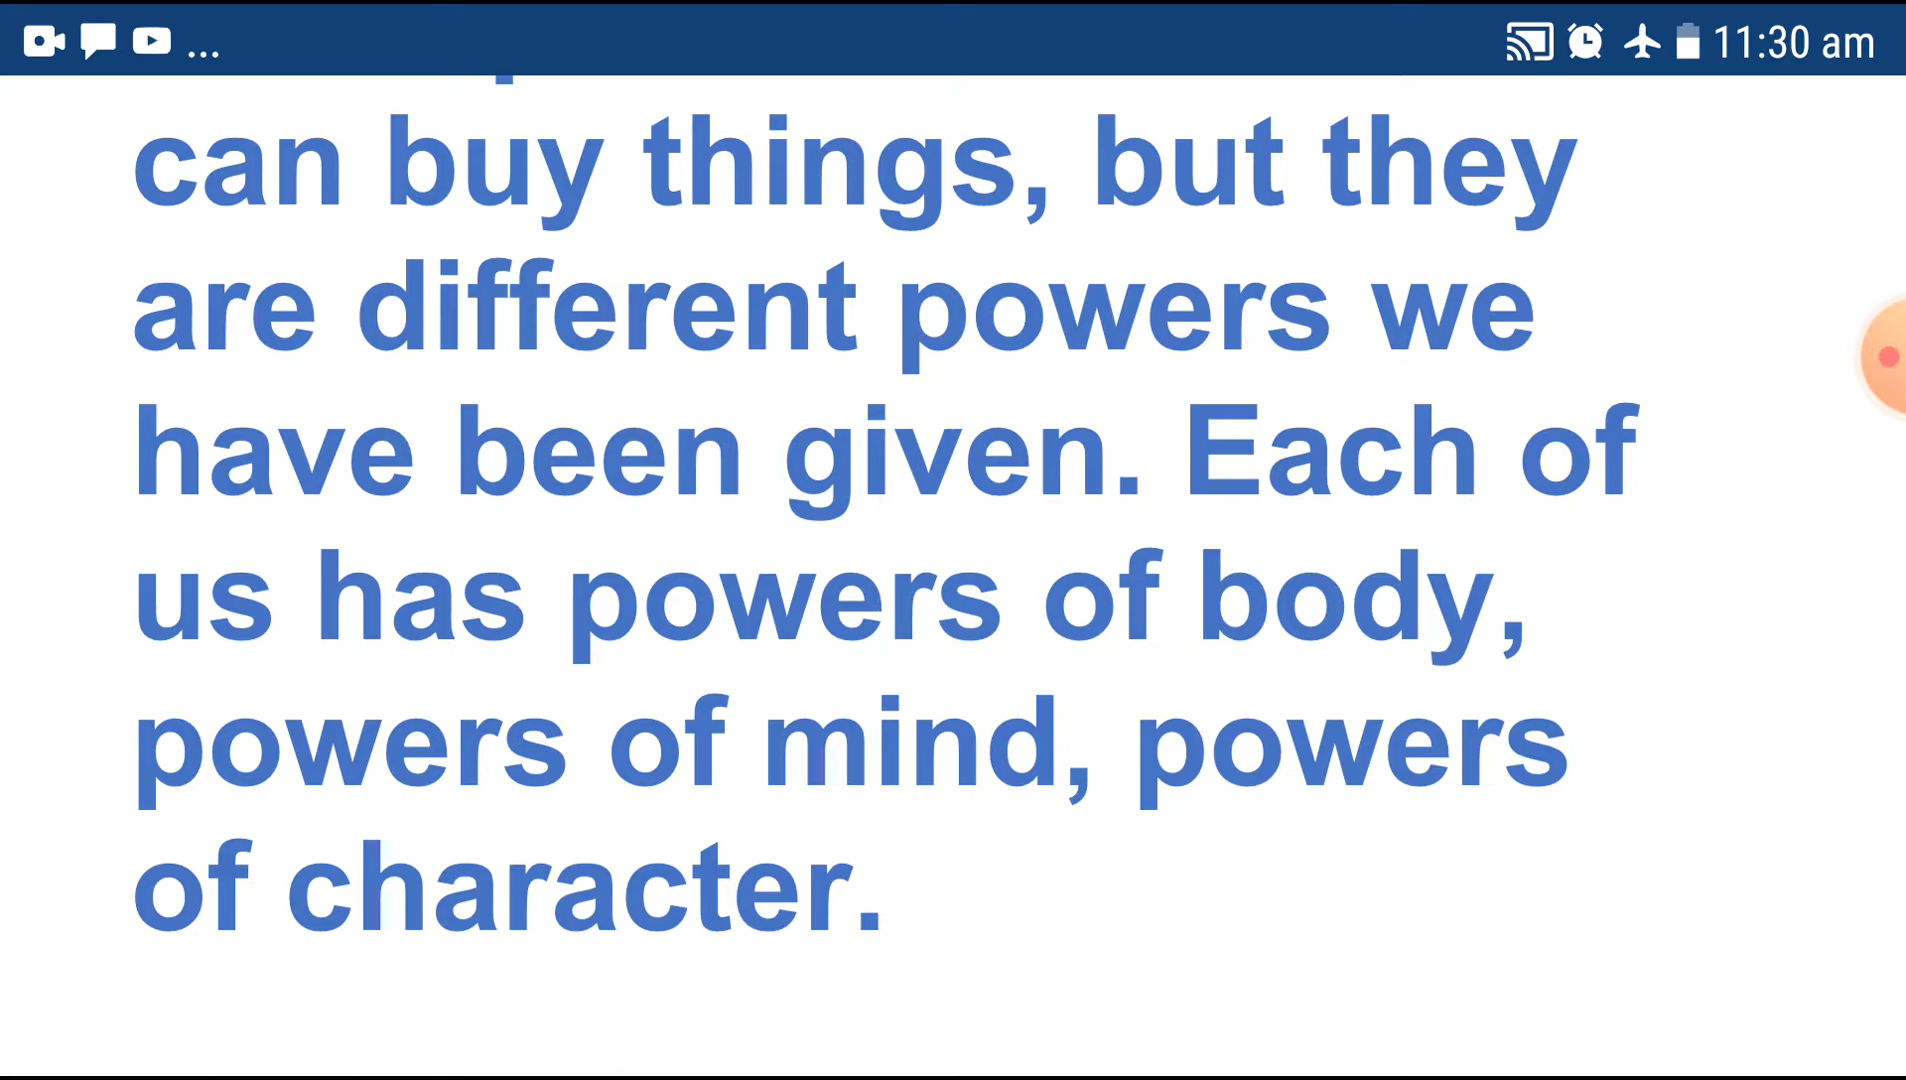 ... 11:30 am
can buy things, but they
are different powers we
have been given. Each of
us has powers of body,
powers of mind, powers
of character.